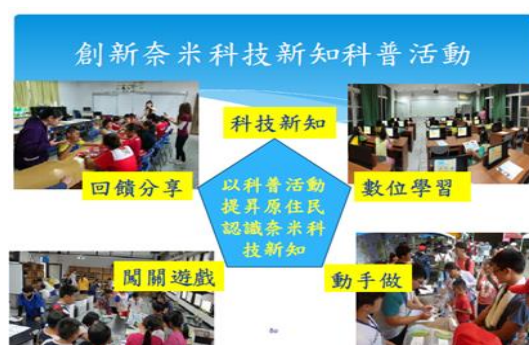 創新奈米科技新知科普活動
科技新知
回饋分享
數位學習
以科普活動
提昇原住民
認識奈米科
技新知
闖關遊戲
動手做